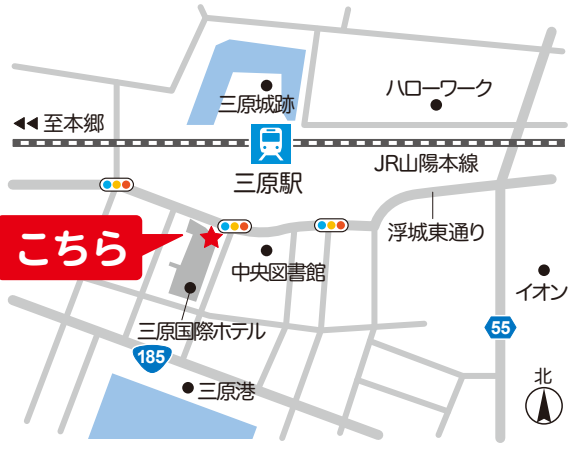 ハローワーク
三原城跡
◀◀ 至本郷
JR山陽本線
三原駅
浮城東通り
こちら
中央図書館
イオン
三原国際ホテル
55
185
三原港
北